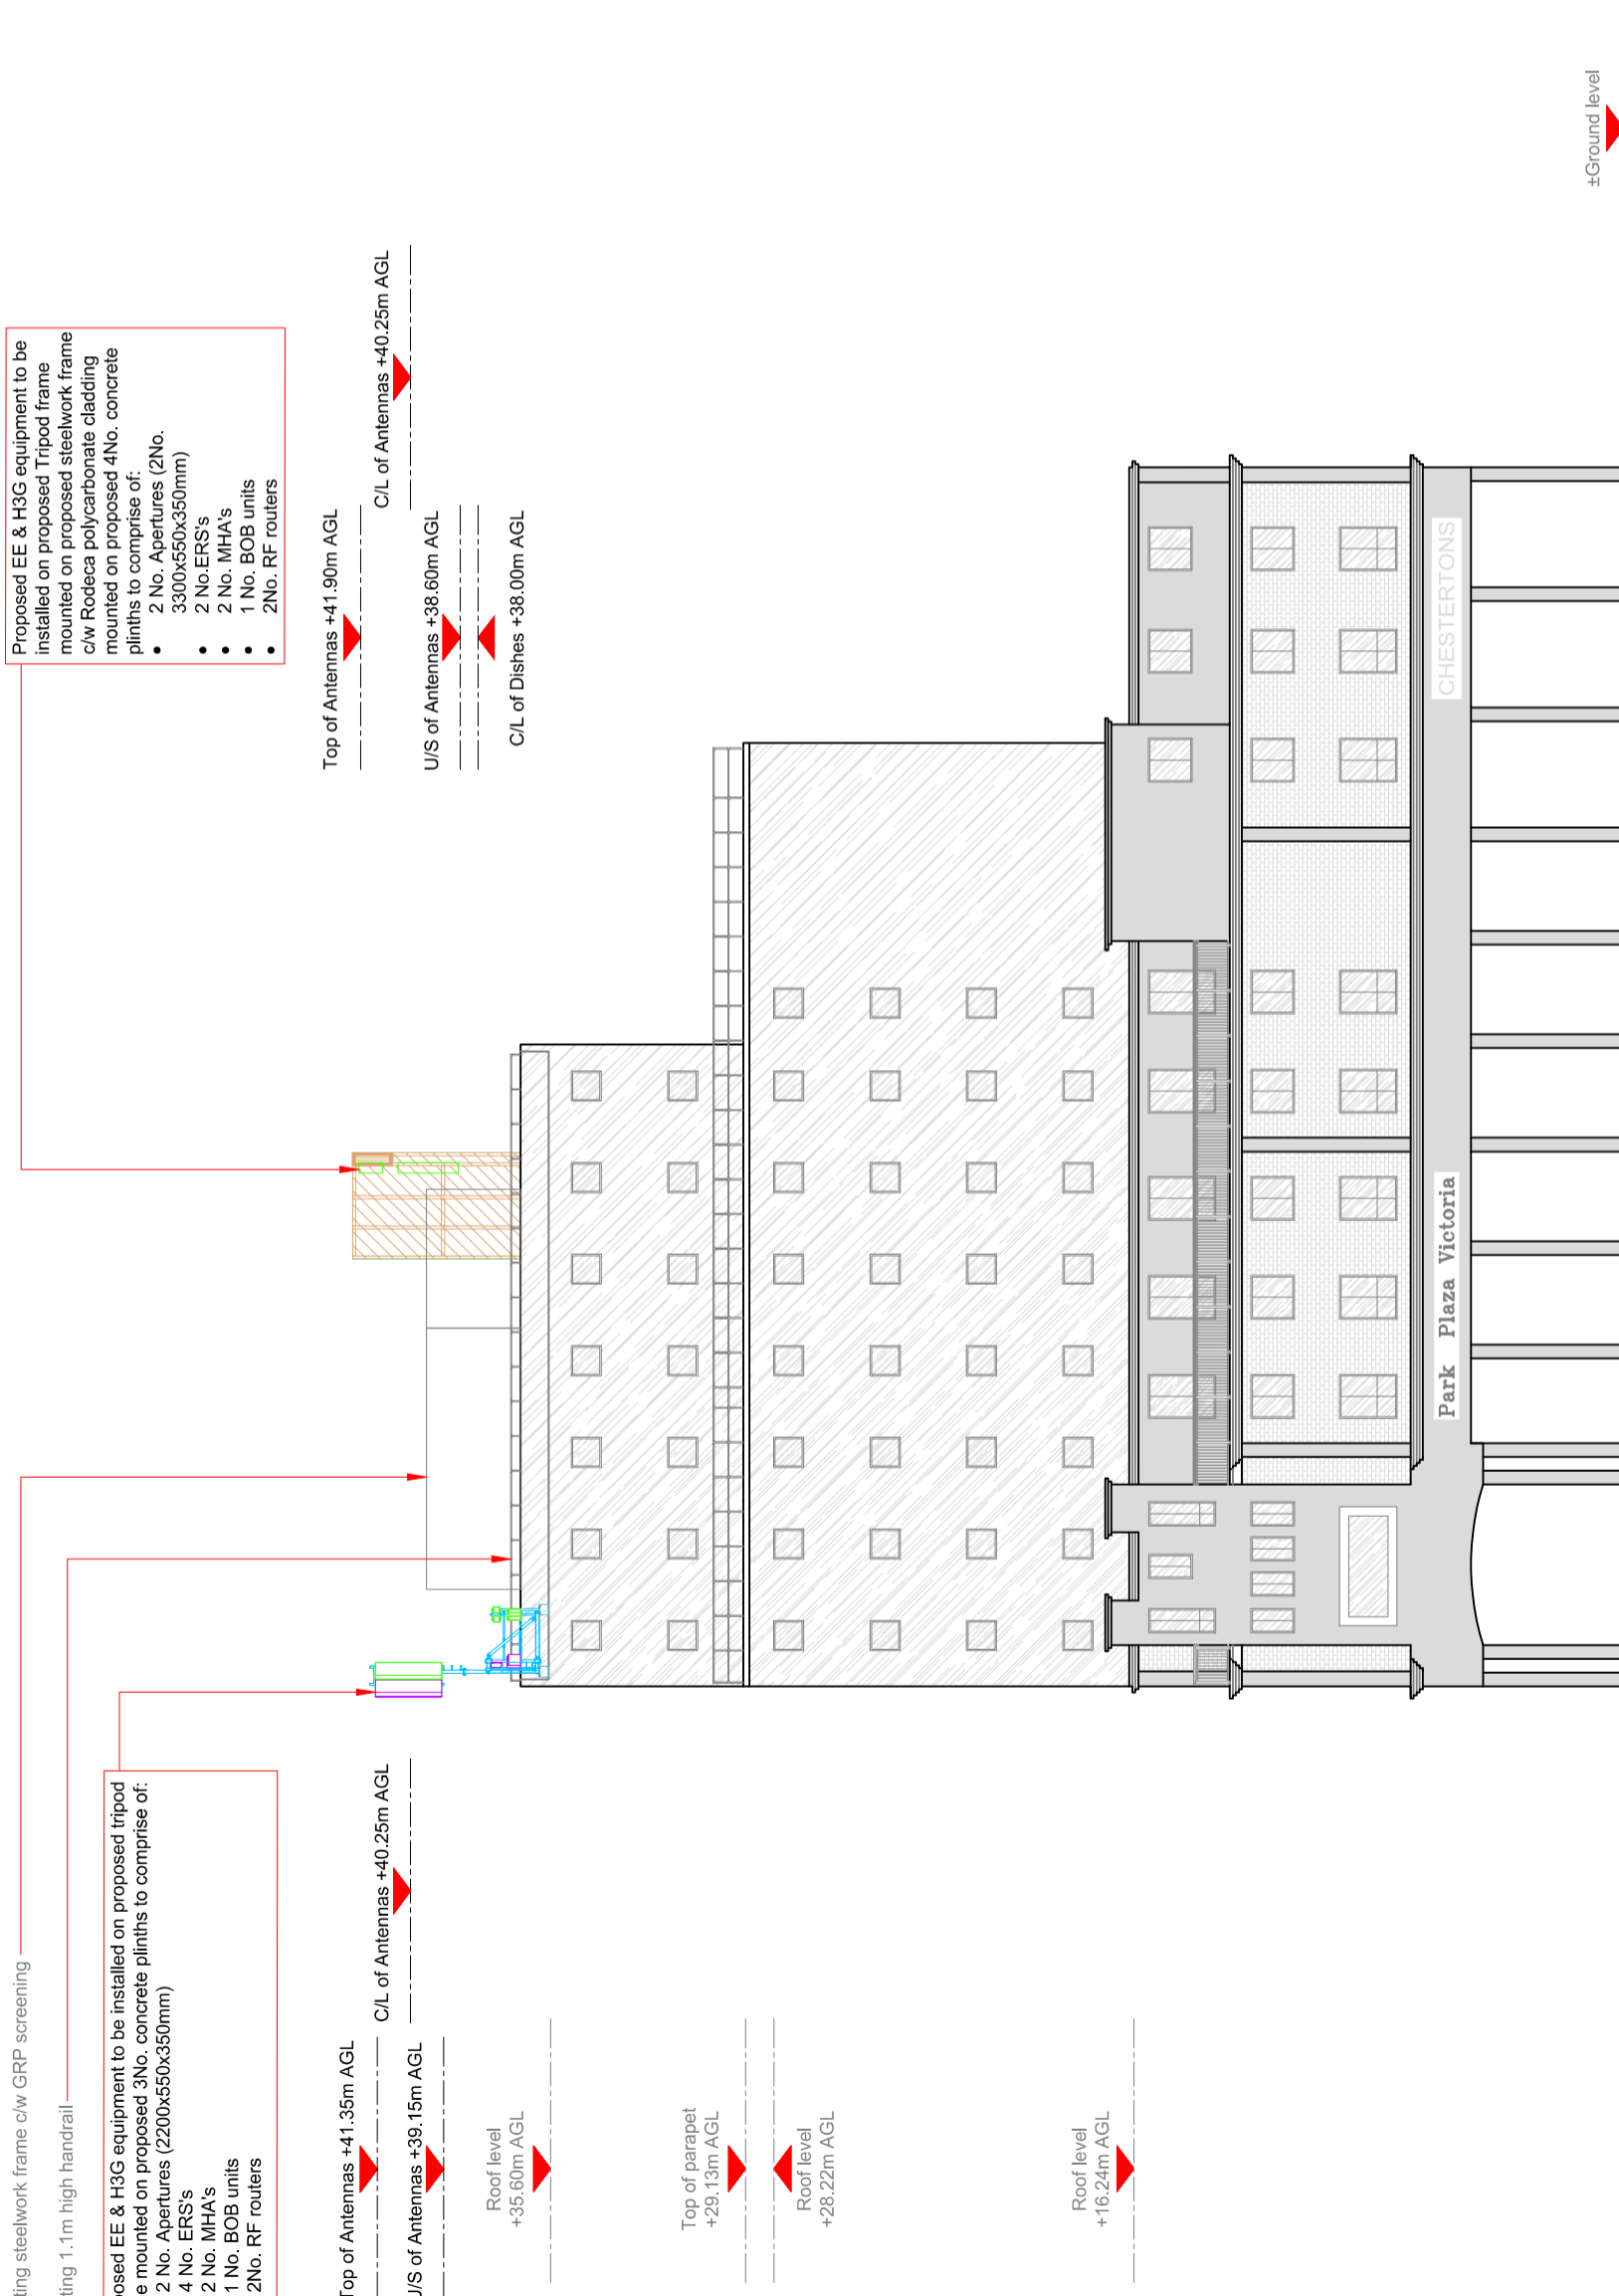 Proposed EE & H3G equipment to be
installed on proposed Tripod frame
mounted on proposed steelwork frame
c/w Rodeca polycarbonate cladding
mounted on proposed 4No. concrete
plinths to comprise of:
• 2 No. Apertures (2No.
3300x550x350mm)
• 2 No.ERS's
• 2 No. MHA's
• 1 No. BOB units
• 2No. RF routers
ting steelwork frame c/w GRP screening
ting 1.1m high handrail
posed EE & H3G equipment to be installed on proposed tripod
e mounted on proposed 3No. concrete plinths to comprise of:
2 No. Apertures (2200x550x350mm)
4 No. ERS's
2 No. MHA's
1 No. BOB units
2No. RF routers
Top of Antennas +41.35m AGL
C/L of Antennas +40.25m AGL
U/S of Antennas +39.15m AGL
Roof level
+35.60m AGL
Top of parapet
+29.13m AGL
Roof level
+28.22m AGL
Roof level
+16.24m AGL
Top of Antennas +41.90m AGL
C/L of Antennas +40.25m AGL
U/S of Antennas +38.60m AGL
C/L of Dishes +38.00m AGL
Park Plaza Victoria
CHESTERTONS
±Ground level